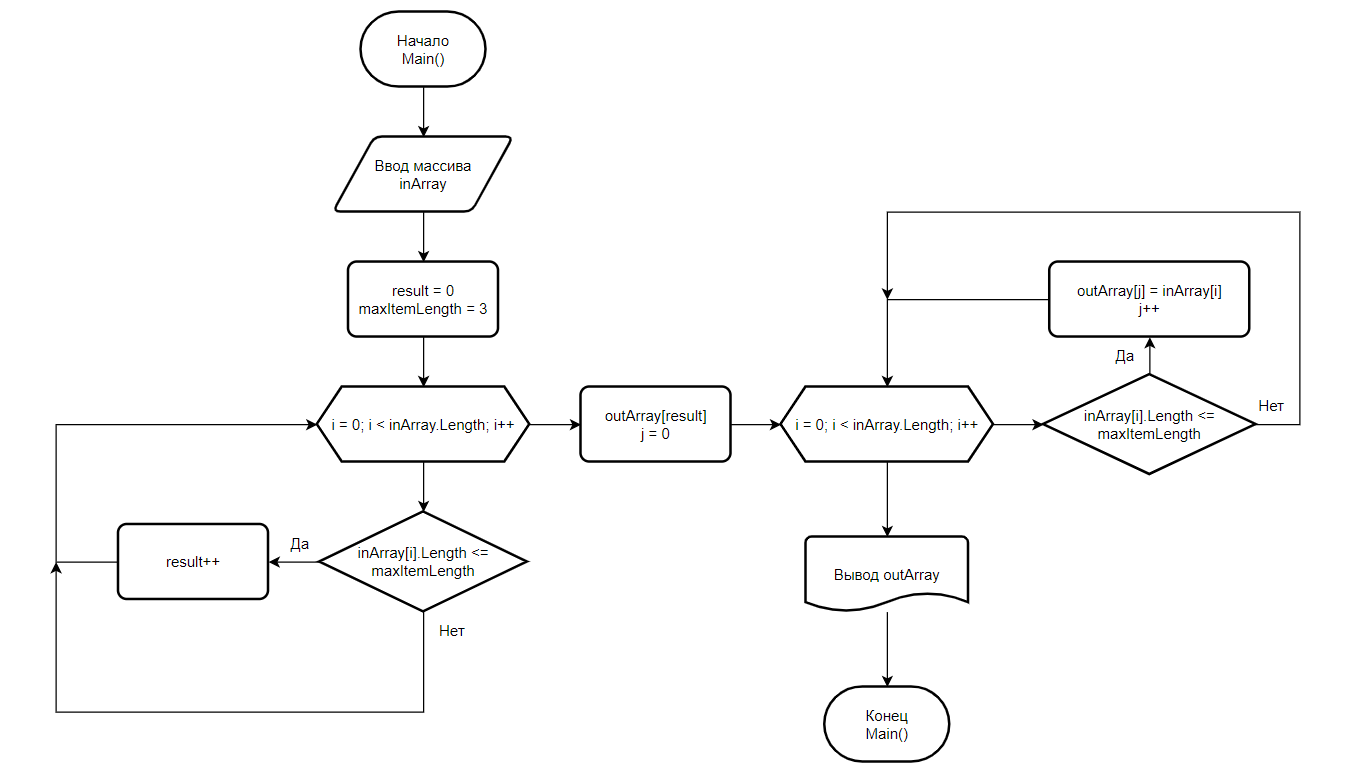 Начало
Main()
Ввод массива
inArray
result = 0
maxItemLength = 3
i = 0; i < inArray.Length; i++
inArray[i].Length <=
maxItemLength
Да
result++
Нет
outArray[result]
j = 0
i = 0; i < inArray.Length; i++
inArray[i].Length <=
maxItemLength
Да
outArray[j] = inArray[i]
j++
Нет
Вывод outArray
Конец
Main()